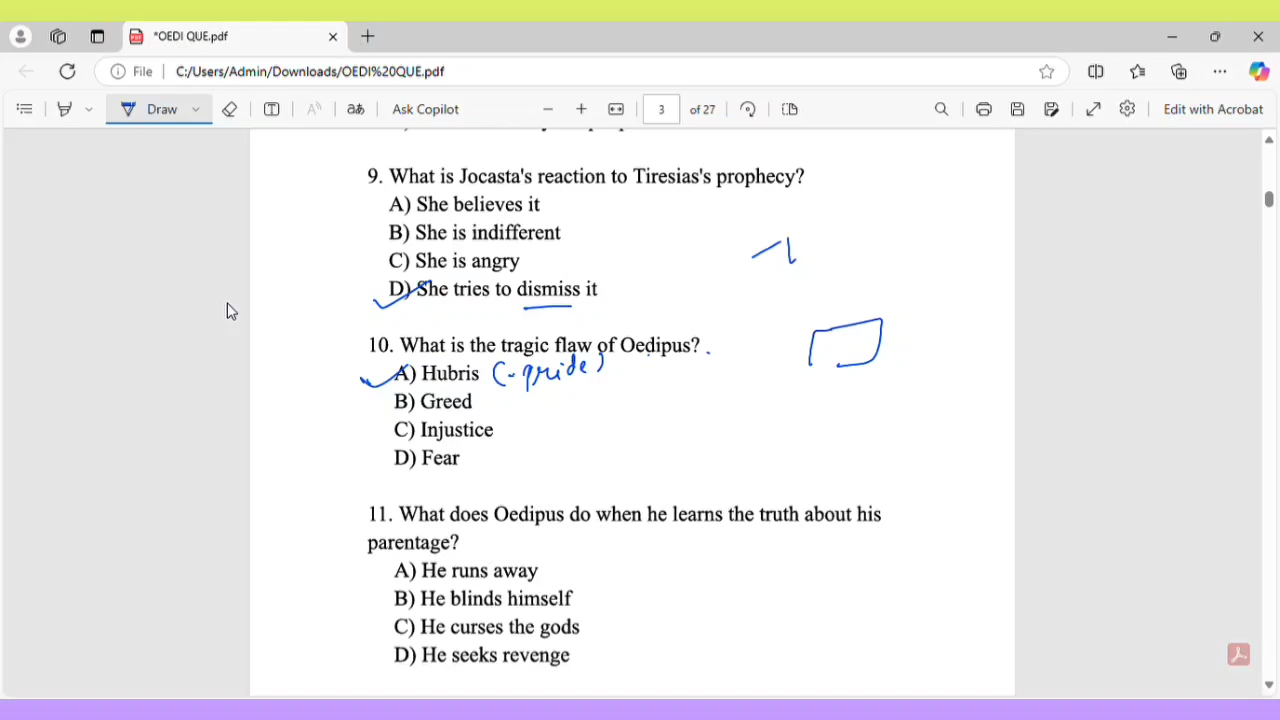 *OEDI QUE.pdf
File C:/Users/Admin/Downloads/OEDI%20QUE.pdf
Draw aあ Ask Copilot 3 of 27 Edit with Acrobat
9. What is Jocasta's reaction to Tiresias's prophecy?
A) She believes it
B) She is indifferent
C) She is angry
D) She tries to dismiss it
10. What is the tragic flaw of Oedipus?
A) Hubris (-pride)
B) Greed
C) Injustice
D) Fear
11. What does Oedipus do when he learns the truth about his
parentage?
A) He runs away
B) He blinds himself
C) He curses the gods
D) He seeks revenge